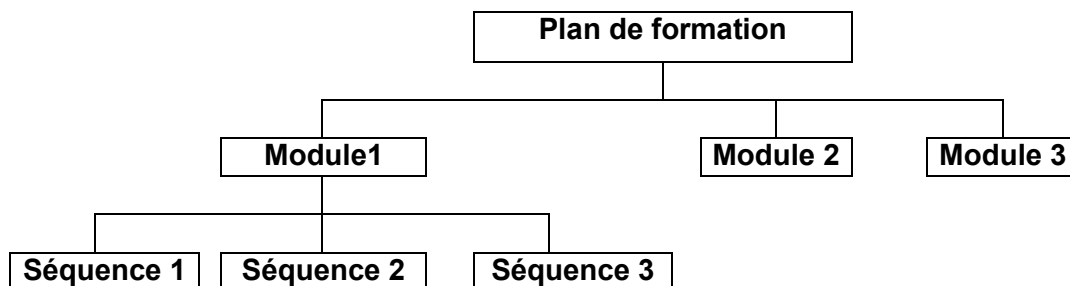 Plan de formation
Module1
Module 2
Module 3
Séquence 1
Séquence 2
Séquence 3